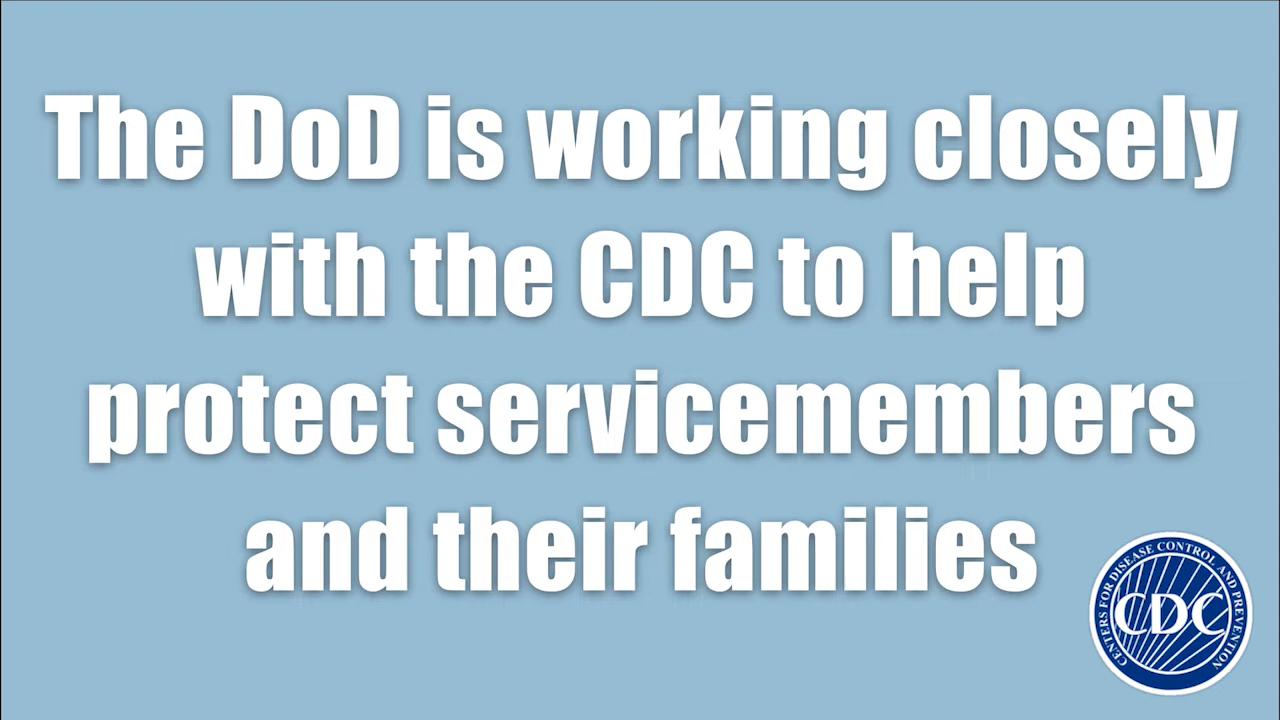 The DoD is working closely
with the CDC to help
protect servicemembers
and their families
CENTERS FOR DISEASE CONTROL AND PREVENTION
CDC